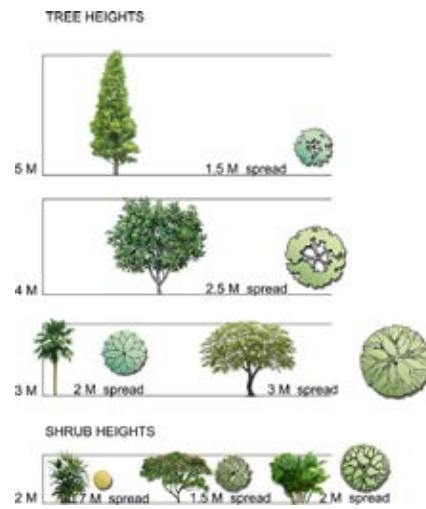 TREE HEIGHTS
5 M 1.5 M spread
4 M 2.5 M spread
3 M 2 M spread 3 M spread
SHRUB HEIGHTS
2 M .7 M spread 1.5 M spread 2 M spread